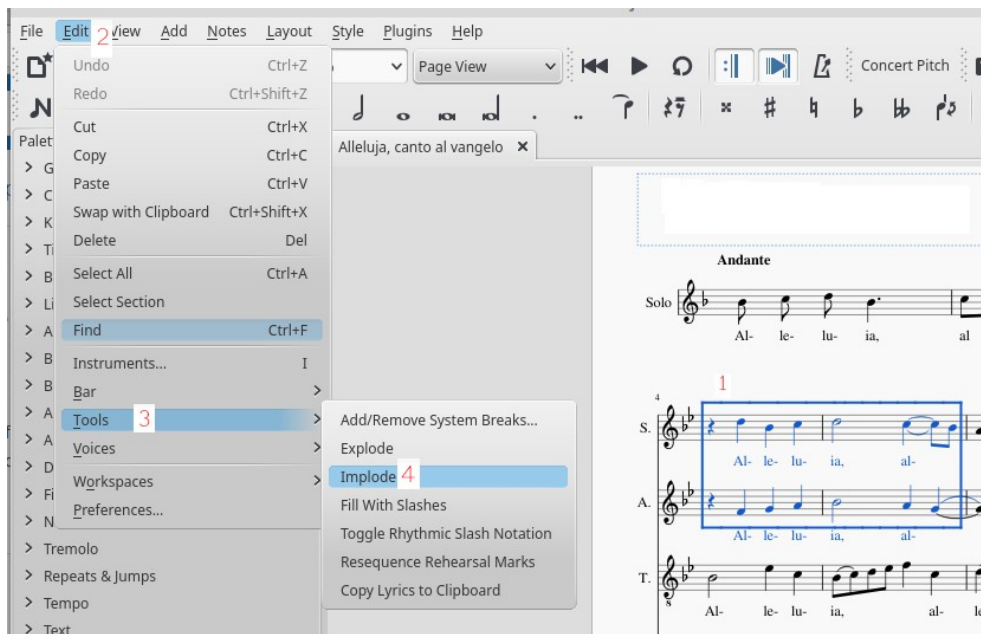 File Edit 2 View Add Notes Layout Style Plugins Help
Page View Concert Pitch
Alleluja, canto al vangelo ×
Undo Ctrl+Z
Redo Ctrl+Shift+Z
Cut Ctrl+X
Copy Ctrl+C
Paste Ctrl+V
Swap with Clipboard Ctrl+Shift+X
Delete Del
Select All Ctrl+A
Select Section
Find Ctrl+F
Instruments... I
Bar
Tools 3
Voices
Workspaces
Preferences...
Add/Remove System Breaks...
Explode
Implode 4
Fill With Slashes
Toggle Rhythmic Slash Notation
Resequence Rehearsal Marks
Copy Lyrics to Clipboard
Palet
G
C
K
Ti
B
Li
A
B
B
A
A
D
Fi
N
Tremolo
Repeats & Jumps
Tempo
Text
Andante
Solo
Al- le- lu- ia, al
1
4
S.
Al- le- lu- ia, al-
A.
Al- le- lu- ia, al-
T.
8
Al- le- lu- ia, al- le